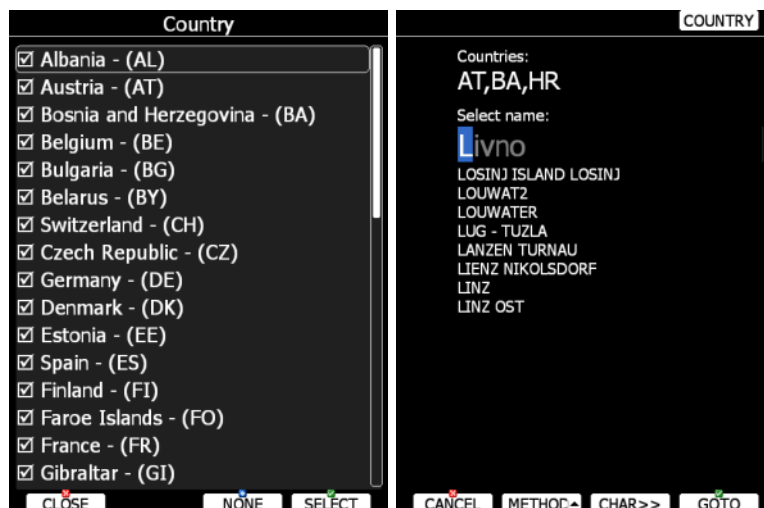 Country
Albania - (AL)
Austria - (AT)
Bosnia and Herzegovina - (BA)
Belgium - (BE)
Bulgaria - (BG)
Belarus - (BY)
Switzerland - (CH)
Czech Republic - (CZ)
Germany - (DE)
Denmark - (DK)
Estonia - (EE)
Spain - (ES)
Finland - (FI)
Faroe Islands - (FO)
France - (FR)
Gibraltar - (GI)
CLOSE NONE SELECT
COUNTRY
Countries:
AT,BA,HR
Select name:
Livno
LOSINJ ISLAND LOSINJ
LOUWAT2
LOUWATER
LUG - TUZLA
LANZEN TURNAU
LIENZ NIKOLSDORF
LINZ
LINZ OST
CANCEL METHOD CHAR>> GOTO